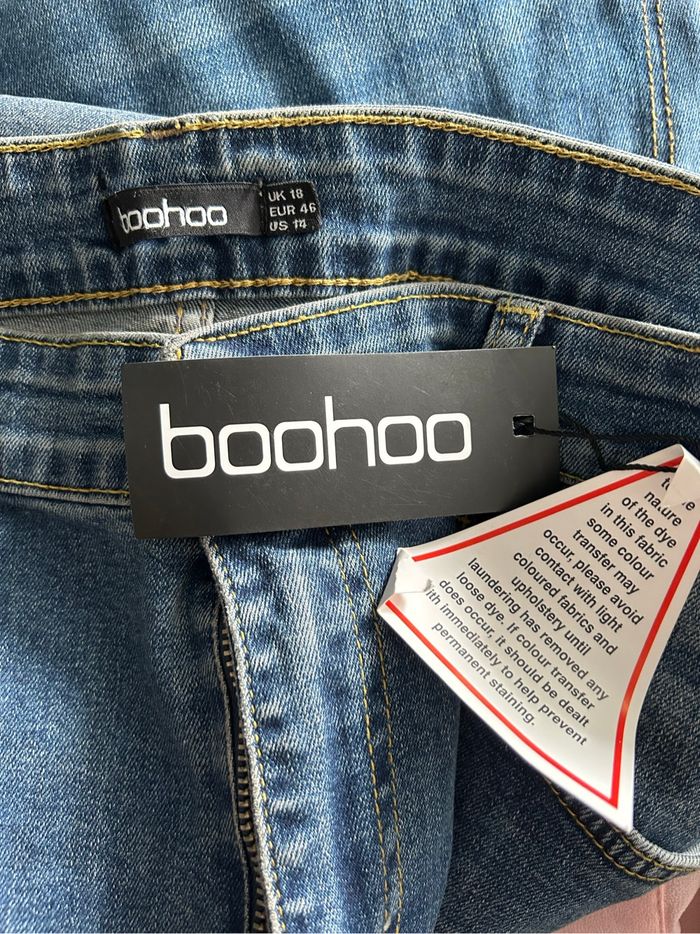 boohoo
UK 18
EUR 46
US 14
boohoo
nature
of the dye
in this fabric
some colour
transfer may
occur, please avoid
contact with light
coloured fabrics and
upholstery until
laundering has removed any
loose dye. If colour transfer
does occur, it should be dealt
with immediately to help prevent
permanent staining.